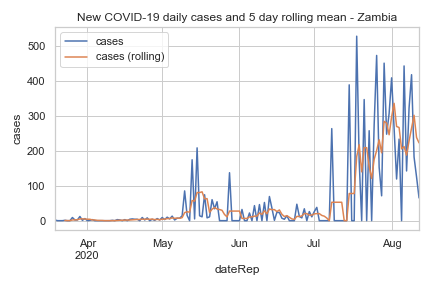 New COVID-19 daily cases and 5 day rolling mean - Zambia
cases
cases (rolling)
500
400
300
200
100
0
cases
Apr May Jun Jul Aug
2020
dateRep